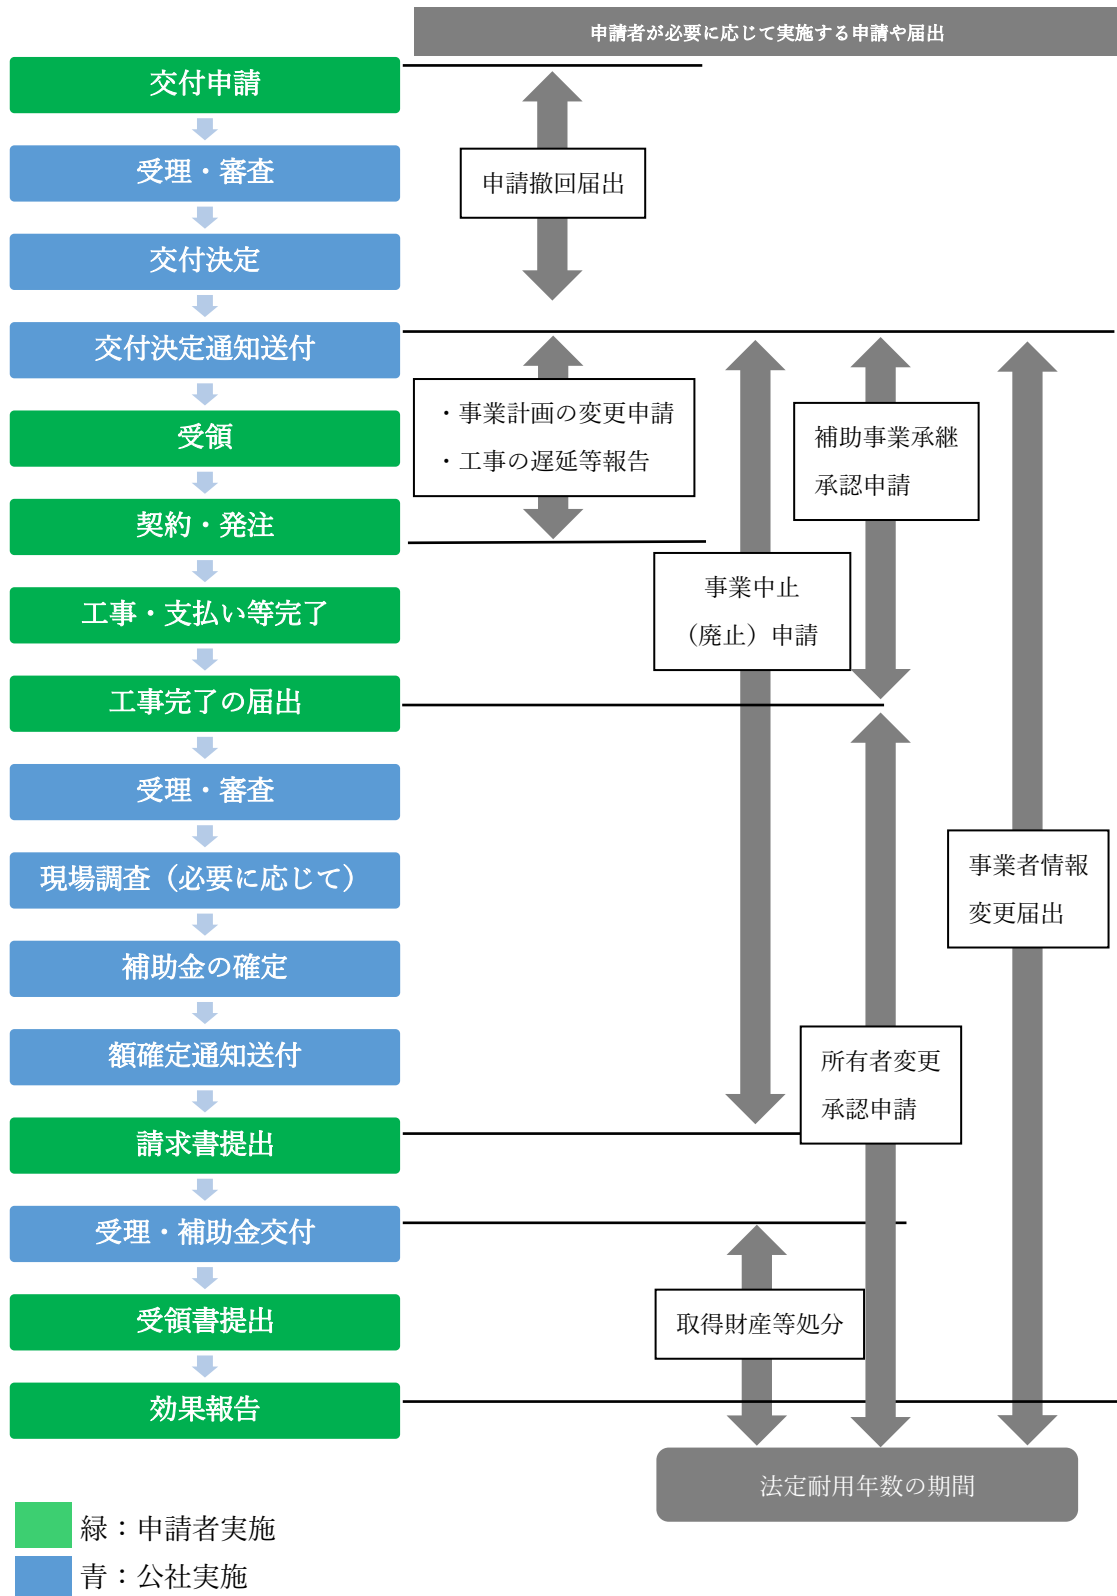 申請者が必要に応じて実施する申請や届出
交付申請
受理・審査
交付決定
交付決定通知送付
受領
契約・発注
工事・支払い等完了
工事完了の届出
受理・審査
現場調査（必要に応じて）
補助金の確定
額確定通知送付
請求書提出
受理・補助金交付
受領書提出
効果報告
申請撤回届出
・事業計画の変更申請
・工事の遅延等報告
補助事業承継
承認申請
事業中止
（廃止）申請
事業者情報
変更届出
所有者変更
承認申請
取得財産等処分
法定耐用年数の期間
緑：申請者実施
青：公社実施